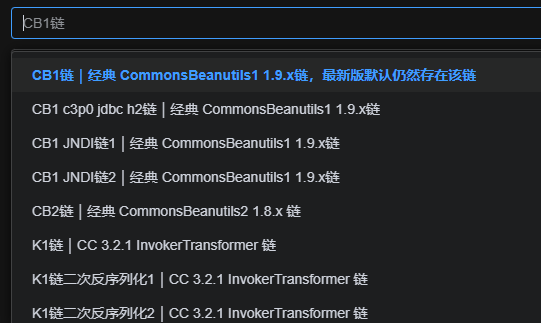 CB1链
CB1链 | 经典 CommonsBeanutils1 1.9.x链，最新版默认仍然存在该链
CB1 c3p0 jdbc h2链 | 经典 CommonsBeanutils1 1.9.x链
CB1 JNDI链1 | 经典 CommonsBeanutils1 1.9.x链
CB1 JNDI链2 | 经典 CommonsBeanutils1 1.9.x链
CB2链 | 经典 CommonsBeanutils2 1.8.x 链
K1链 | CC 3.2.1 InvokerTransformer 链
K1链二次反序列化1 | CC 3.2.1 InvokerTransformer 链
K1链二次反序列化2 | CC 3.2.1 InvokerTransformer 链